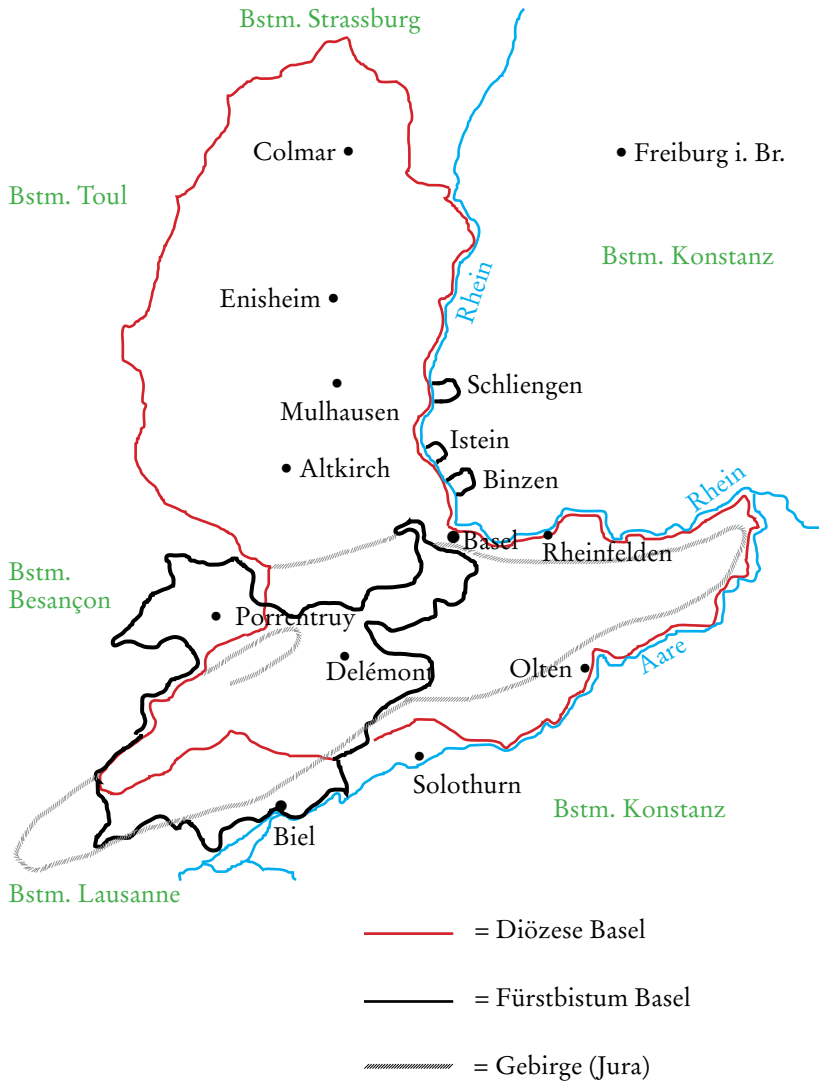 Bstm. Strassburg
Colmar
Freiburg i. Br.
Bstm. Toul
Bstm. Konstanz
Enisheim
Rhein
Schliengen
Mulhausen
Istein
Altkirch
Binzen
Rhein
Basel
Rheinfelden
Bstm.
Besançon
Porrentruy
Delémont
Olten
Aare
Solothurn
Bstm. Konstanz
Biel
Bstm. Lausanne
= Diözese Basel
= Fürstbistum Basel
= Gebirge (Jura)